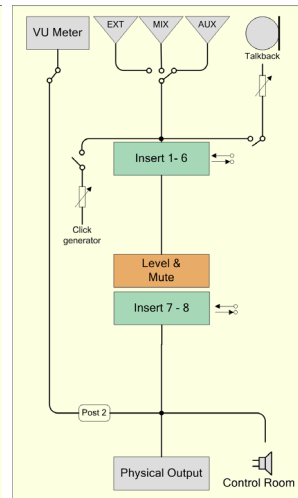 VU Meter
EXT
MIX
AUX
Talkback
Insert 1- 6
Click
generator
Level &
Mute
Insert 7 - 8
Post 2
Physical Output
Control Room